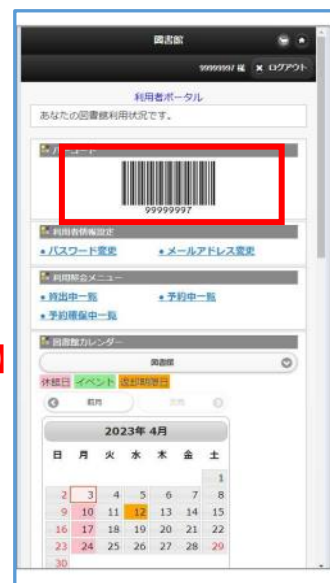 図書館
99999997 様 × ログアウト
利用者ポータル
あなたの図書館利用状況です。
バーコード
99999997
利用者情報設定
パスワード変更
メールアドレス変更
利用照会メニュー
貸出中一覧
予約中一覧
予約確保中一覧
図書館カレンダー
図書館
休館日 イベント 返却期限日
前月 次月
2023年 4月
日 月 火 水 木 金 土
1
2 3 4 5 6 7 8
9 10 11 12 13 14 15
16 17 18 19 20 21 22
23 24 25 26 27 28 29
30